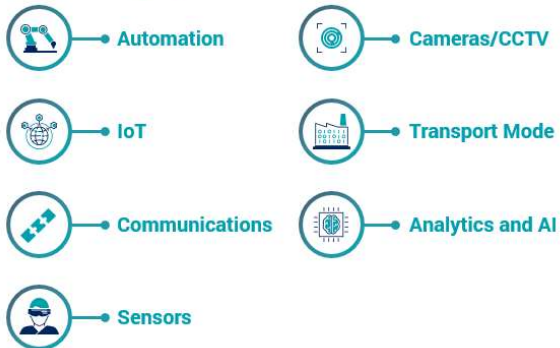 Automation
Cameras/CCTV
IoT
Transport Mode
Communications
Analytics and AI
Sensors